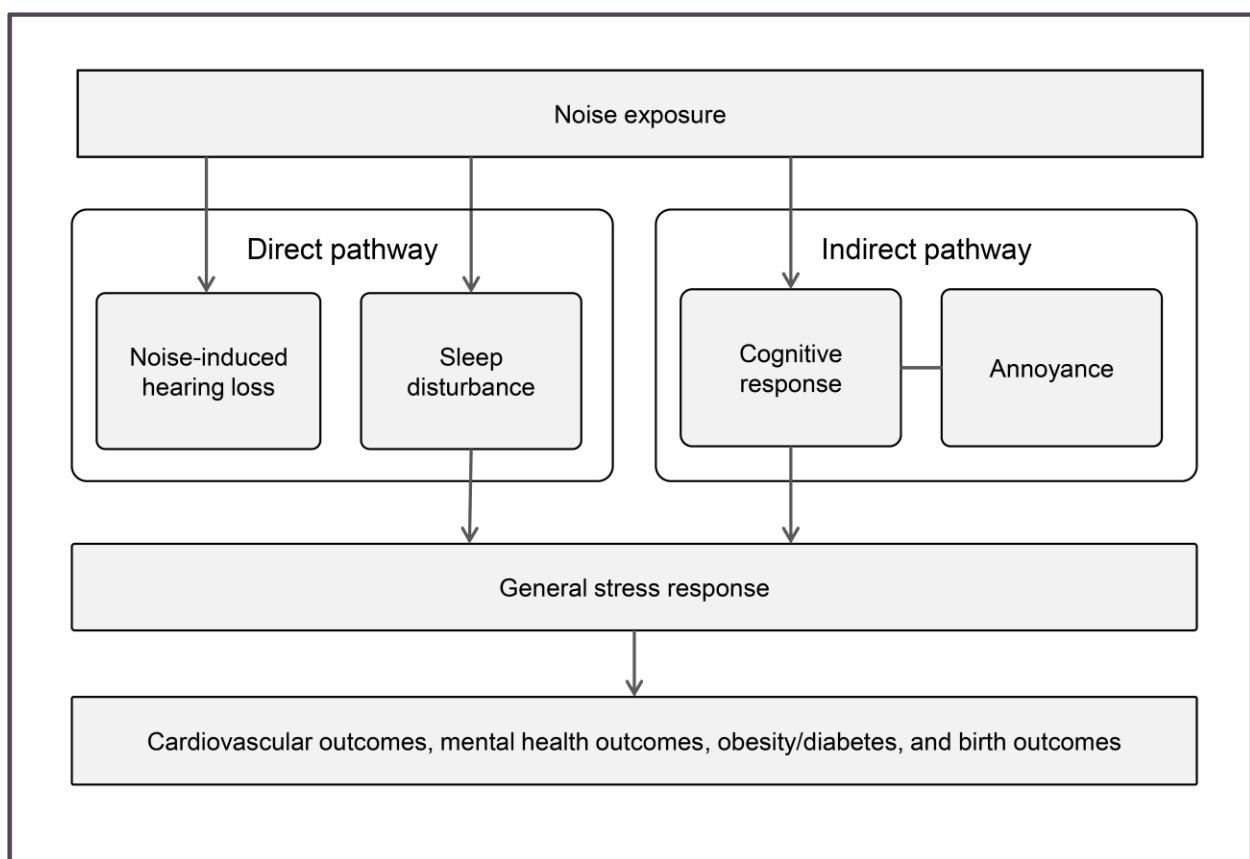 Noise exposure
Direct pathway
Indirect pathway
Noise-induced
hearing loss
Sleep
disturbance
Cognitive
response
Annoyance
General stress response
Cardiovascular outcomes, mental health outcomes, obesity/diabetes, and birth outcomes